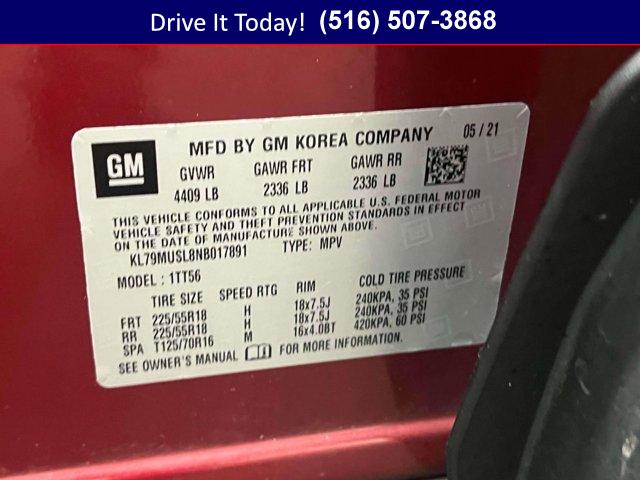 Drive It Today! (516) 507-3868
MFD BY GM KOREA COMPANY 05/21
GM
GVWR GAWR FRT GAWR RR
4409 LB 2336 LB 2336 LB
THIS VEHICLE CONFORMS TO ALL APPLICABLE U.S. FEDERAL MOTOR
VEHICLE SAFETY AND THEFT PREVENTION STANDARDS IN EFFECT
ON THE DATE OF MANUFACTURE SHOWN ABOVE.
KL79MUSL8NB017891 TYPE: MPV
MODEL: 1TT56
TIRE SIZE SPEED RTG RIM COLD TIRE PRESSURE
FRT 225/55R18 H 18x7.5J 240KPA, 35 PSI
RR 225/55R18 H 18x7.5J 240KPA, 35 PSI
SPA T125/70R16 M 16x4.0BT 420KPA, 60 PSI
SEE OWNER'S MANUAL FOR MORE INFORMATION.